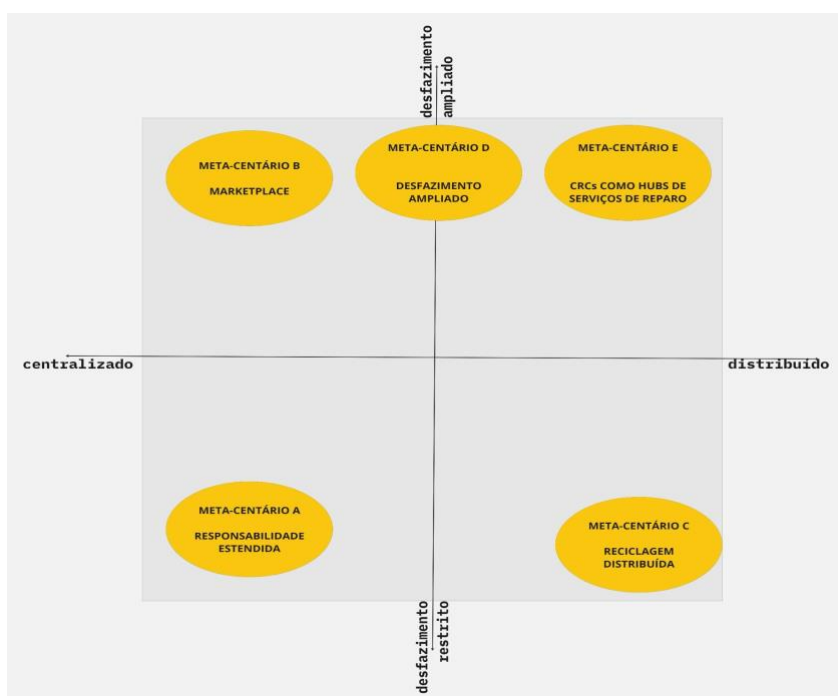 desfazimento
ampliado
META-CENTÁRIO B
MARKETPLACE
META-CENTÁRIO D
DESFAZIMENTO
AMPLIADO
META-CENTÁRIO E
CRCs COMO HUBS DE
SERVIÇOS DE REPARO
centralizado
distribuído
META-CENTÁRIO A
RESPONSABILIDADE
ESTENDIDA
META-CENTÁRIO C
RECICLAGEM
DISTRIBUÍDA
desfazimento
restrito